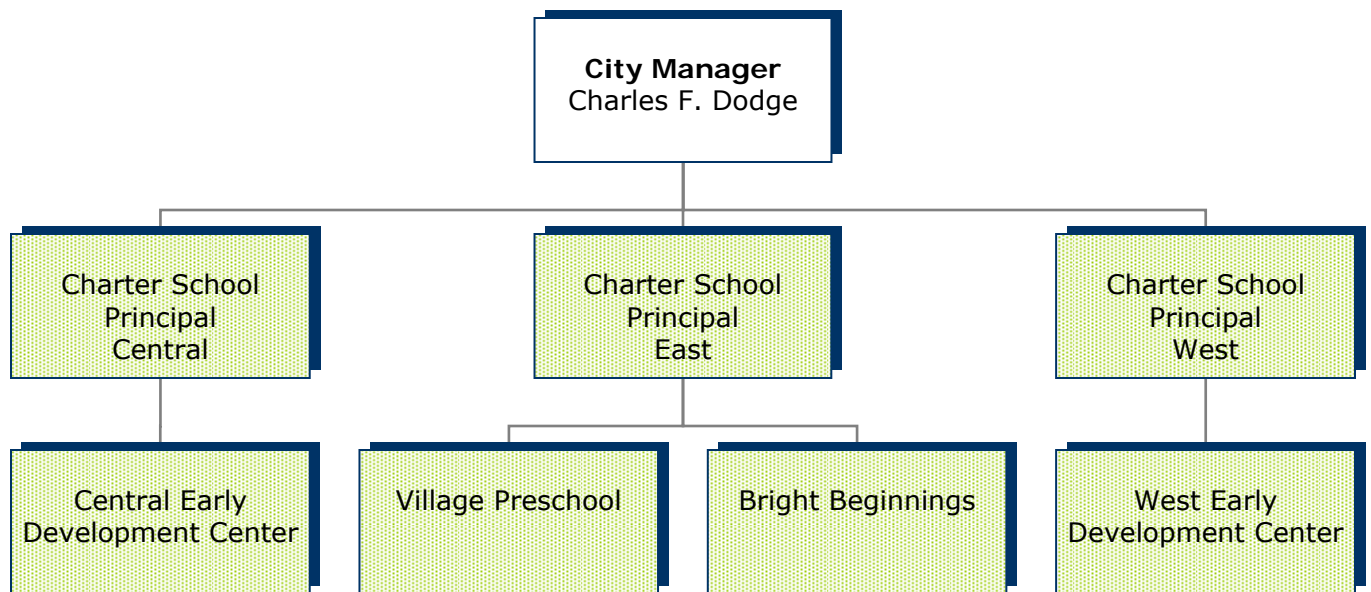 City Manager
Charles F. Dodge
Charter School
Principal
Central
Charter School
Principal
East
Charter School
Principal
West
Central Early
Development Center
Village Preschool
Bright Beginnings
West Early
Development Center